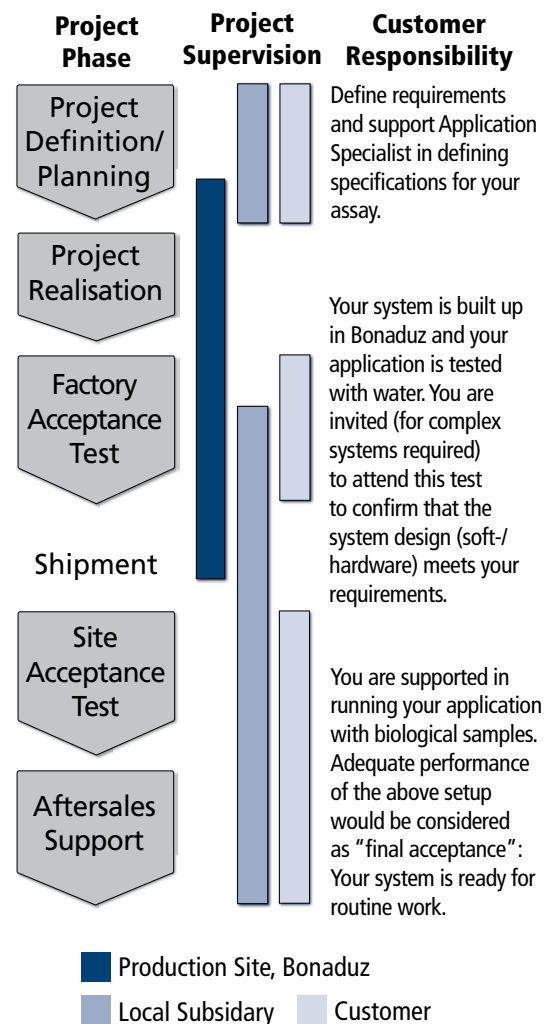 Project
Phase
Project
Supervision
Customer
Responsibility
Project
Definition/
Planning
Define requirements
and support Application
Specialist in defining
specifications for your
assay.
Project
Realisation
Factory
Acceptance
Test
Your system is built up
in Bonaduz and your
application is tested
with water. You are
invited (for complex
systems required)
to attend this test
to confirm that the
system design (soft-/
hardware) meets your
requirements.
Shipment
Site
Acceptance
Test
Aftersales
Support
You are supported in
running your application
with biological samples.
Adequate performance
of the above setup
would be considered
as “final acceptance”:
Your system is ready for
routine work.
Production Site, Bonaduz
Local Subsidary
Customer